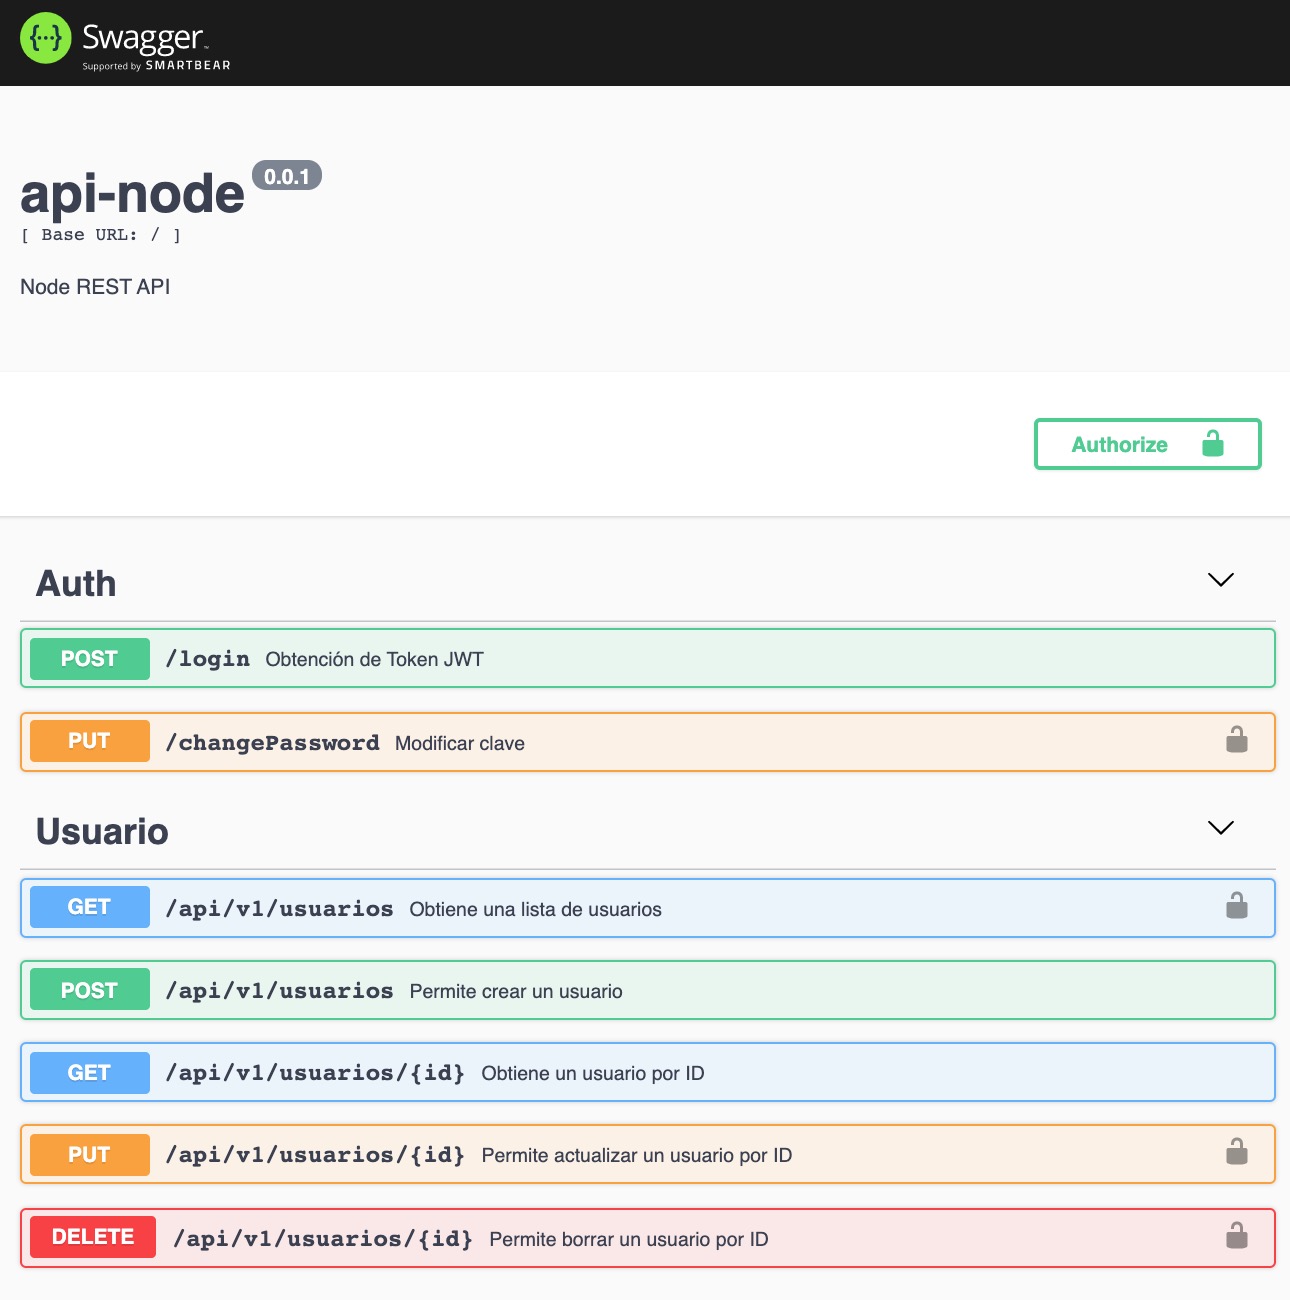 {...} Swagger™
Supported by SMARTBEAR
api-node 0.0.1
[ Base URL: / ]
Node REST API
Authorize
Auth
POST /login Obtención de Token JWT
PUT /changePassword Modificar clave
Usuario
GET /api/v1/usuarios Obtiene una lista de usuarios
POST /api/v1/usuarios Permite crear un usuario
GET /api/v1/usuarios/{id} Obtiene un usuario por ID
PUT /api/v1/usuarios/{id} Permite actualizar un usuario por ID
DELETE /api/v1/usuarios/{id} Permite borrar un usuario por ID